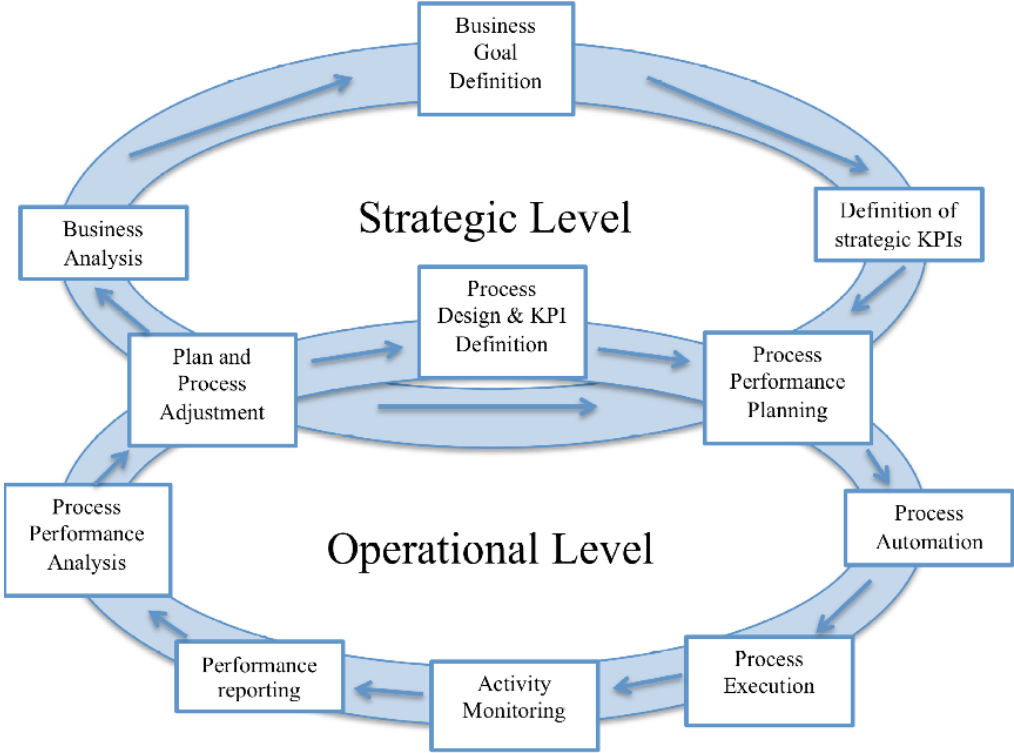 Business
Goal
Definition
Business
Analysis
Definition of
strategic KPIs
Strategic Level
Process
Design & KPI
Definition
Plan and
Process
Adjustment
Process
Performance
Planning
Process
Performance
Analysis
Operational Level
Process
Automation
Performance
reporting
Activity
Monitoring
Process
Execution